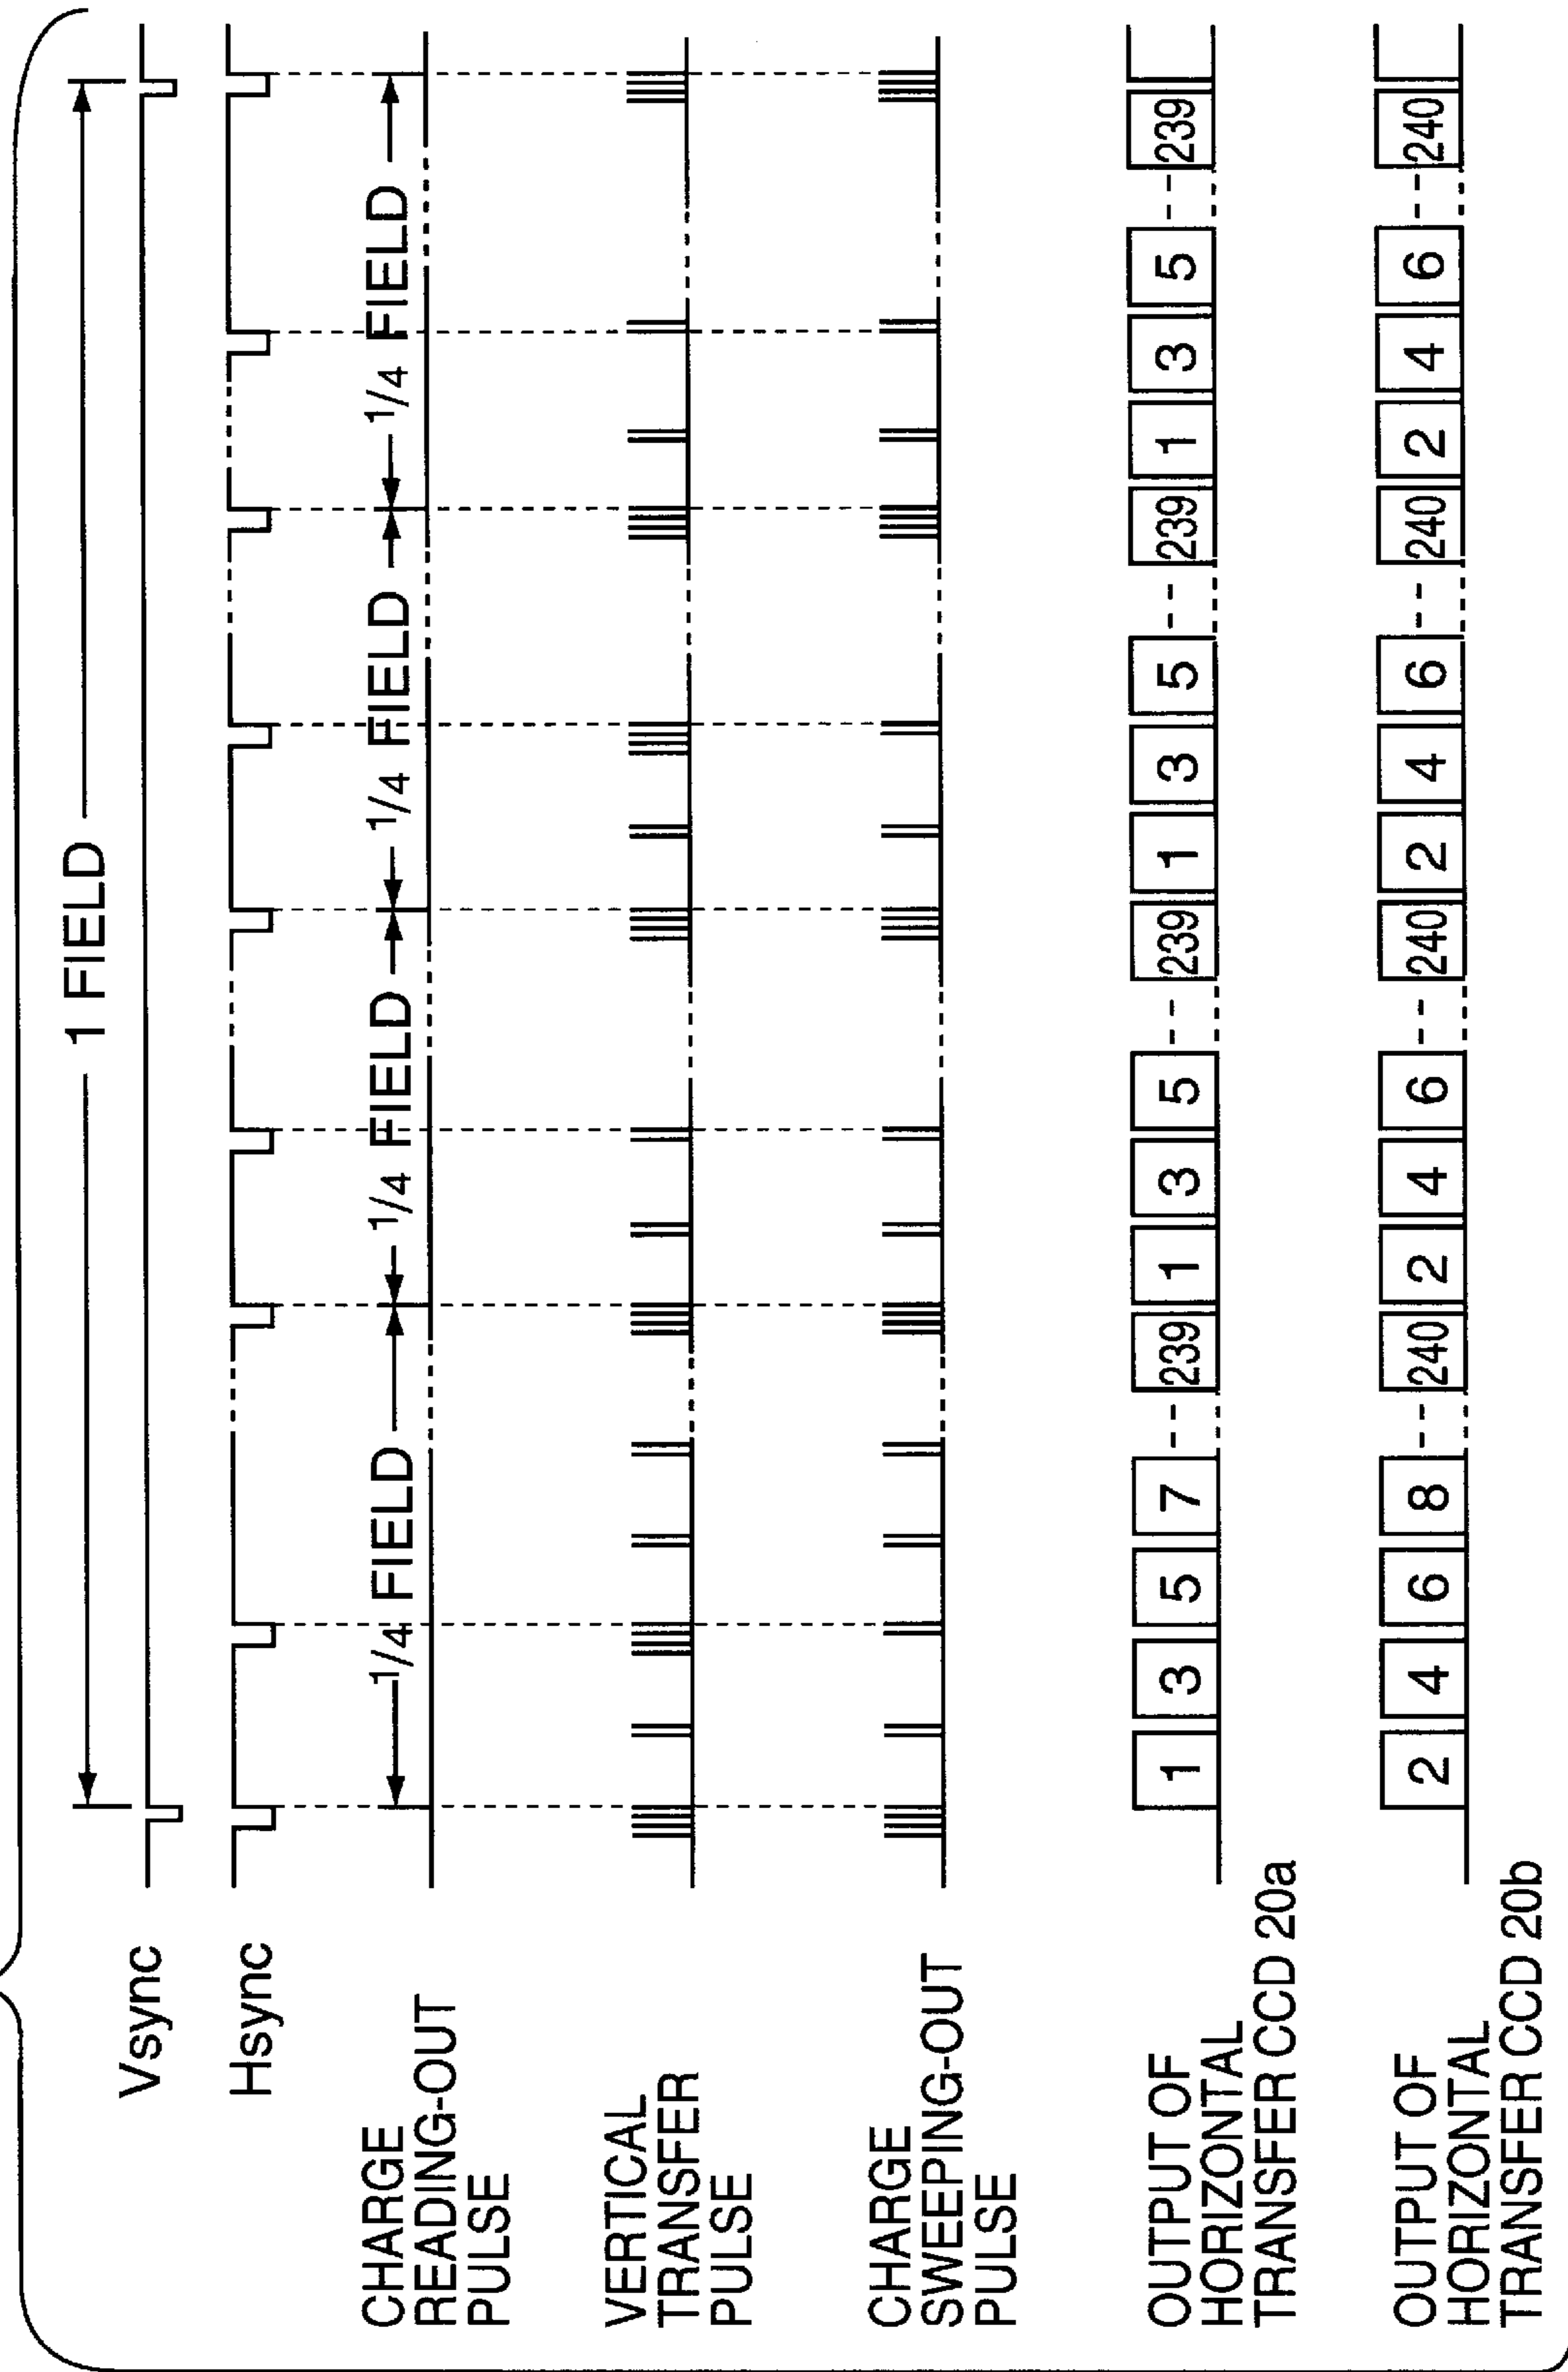 1 FIELD
Vsync
Hsync
1/4 FIELD 1/4 FIELD 1/4 FIELD 1/4 FIELD
CHARGE
READING-OUT
PULSE
VERTICAL
TRANSFER
PULSE
CHARGE
SWEEPING-OUT
PULSE
OUTPUT OF
HORIZONTAL
TRANSFER CCD 20a
1 3 5 7 239 1 3 5 239 1 3 5 239 1 3 5 239
OUTPUT OF
HORIZONTAL
TRANSFER CCD 20b
2 4 6 8 240 2 4 6 240 2 4 6 240 2 4 6 240